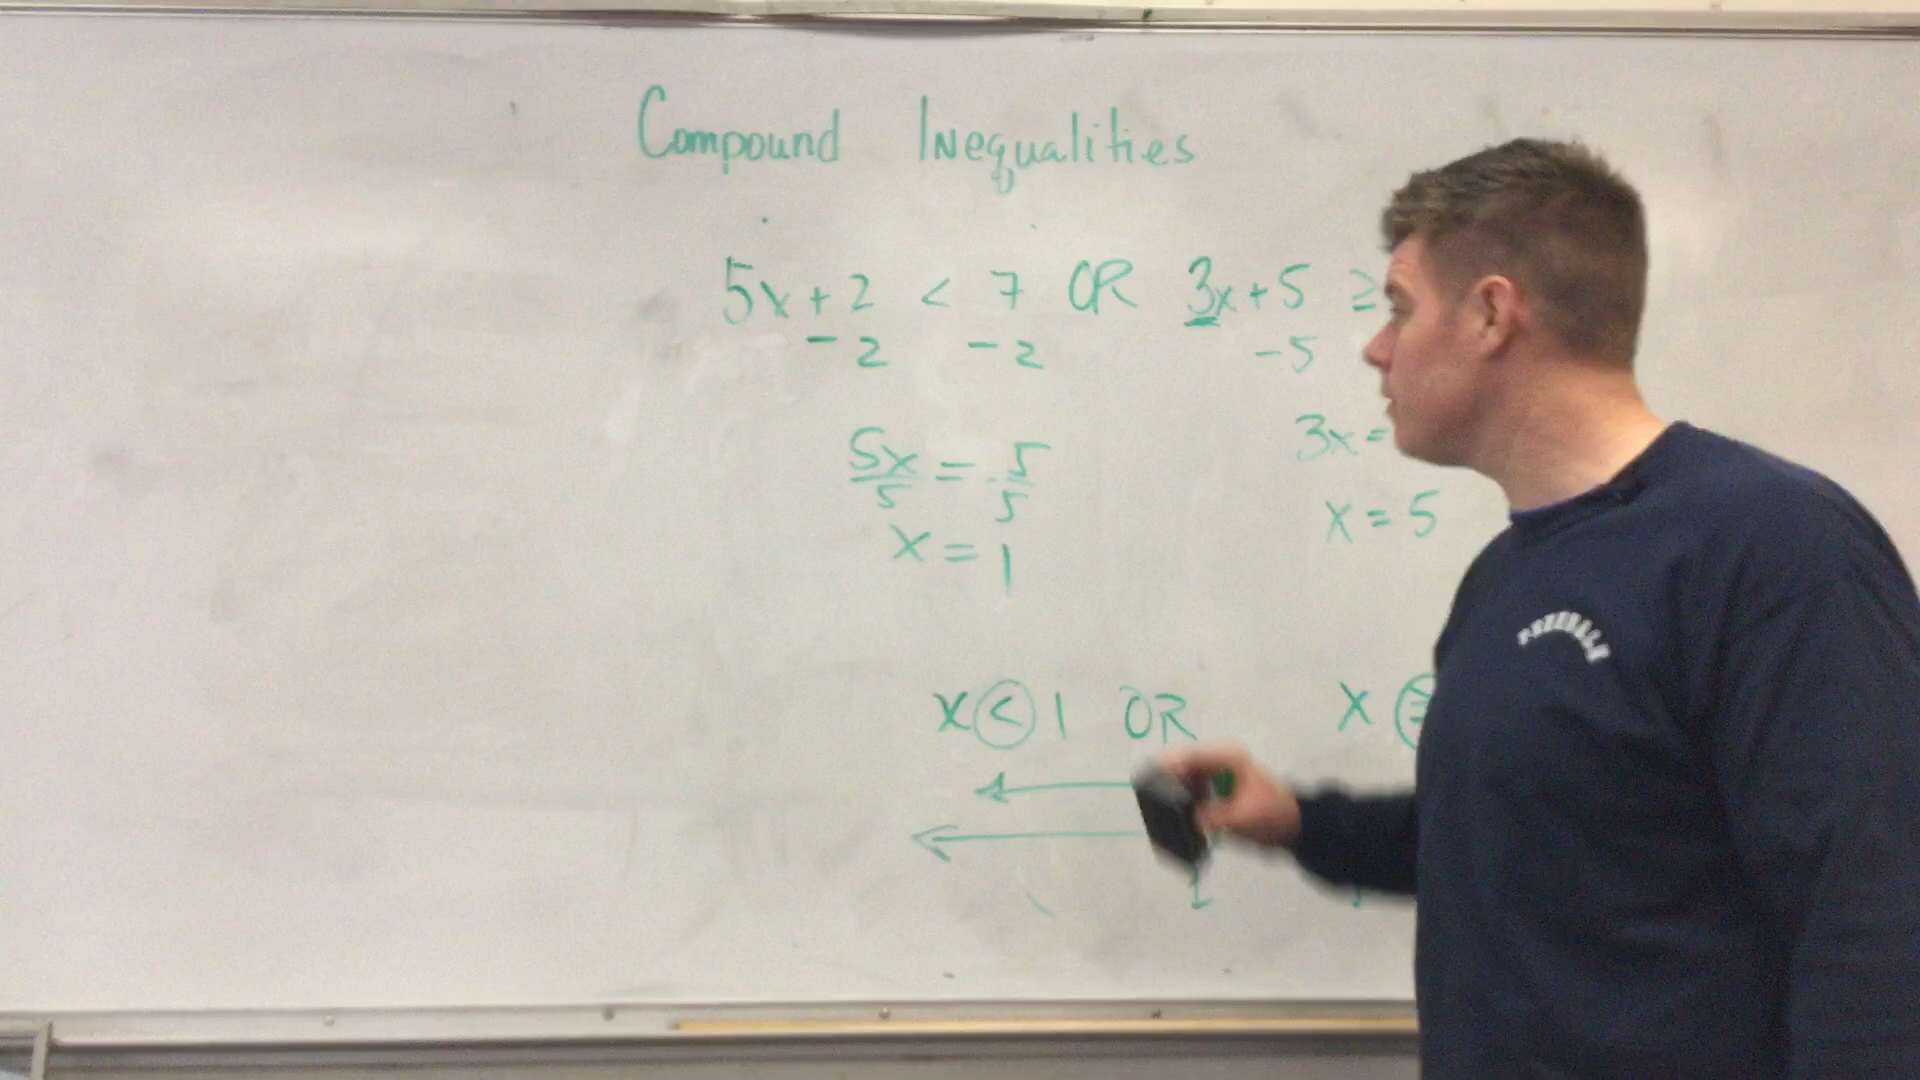 Compound Inequalities
5x + 2 < 7 OR 3x + 5 ≥
- 2 - 2 - 5
5x/5 = 5/5
3x =
x = 1
x = 5
x < 1 OR x ≥
1